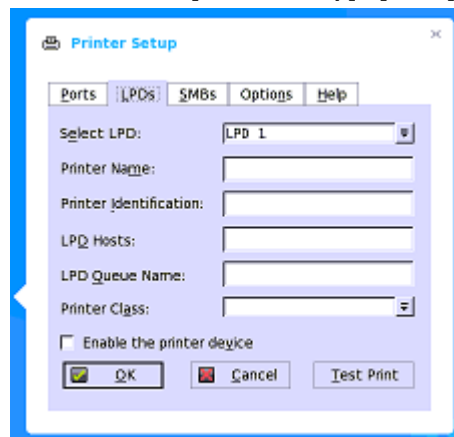 Printer Setup
Ports LPDs SMBs Options Help
Select LPD: LPD 1
Printer Name:
Printer Identification:
LPD Hosts:
LPD Queue Name:
Printer Class:
Enable the printer device
OK Cancel Test Print